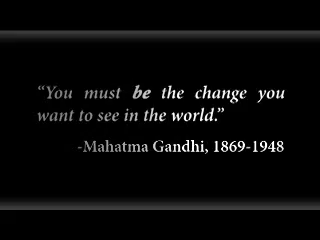 “You must be the change you
want to see in the world.”
-Mahatma Gandhi, 1869-1948